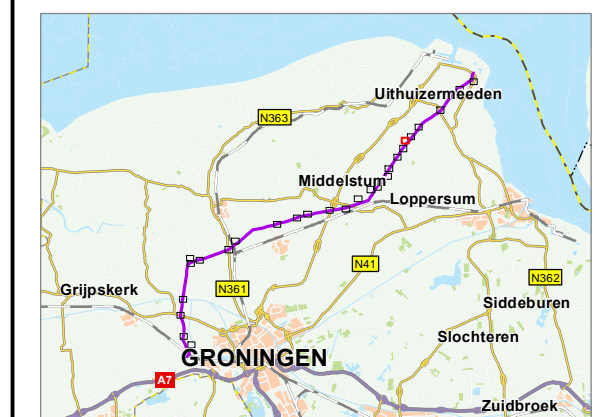 Uithuizermeeden
N363
Middelstum
Loppersum
N41
N362
Grijpskerk
N361
Siddeburen
Slochteren
GRONINGEN
A7
Zuidbroek